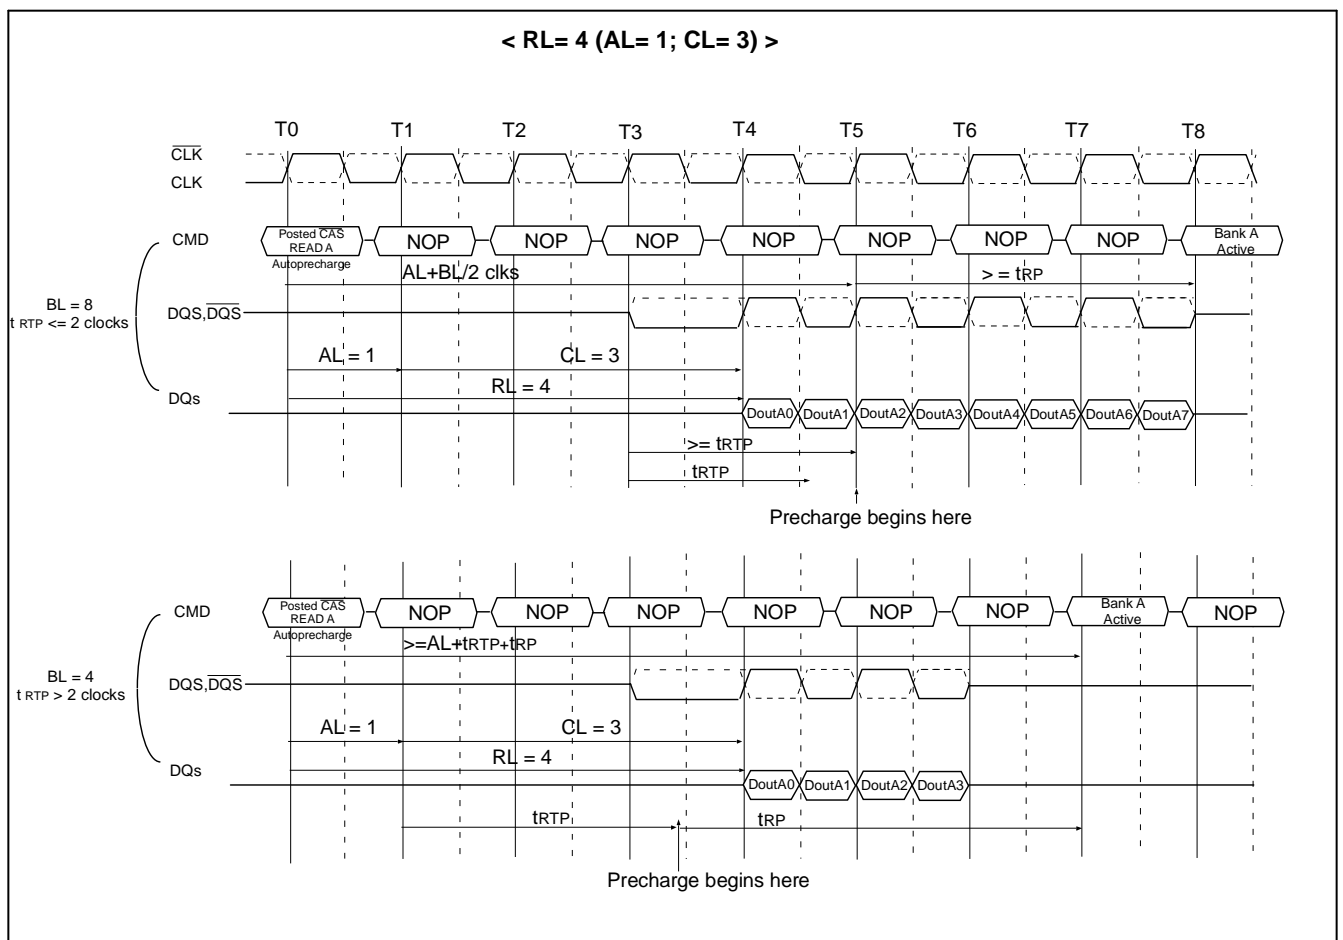 < RL= 4 (AL= 1; CL= 3) >
T0 T1 T2 T3 T4 T5 T6 T7 T8
CLK
CLK
CMD
Posted CAS
READ A
Autoprecharge
NOP NOP NOP NOP NOP NOP NOP
Bank A
Active
AL+BL/2 clks
> = tRP
BL = 8
t RTP <= 2 clocks
DQS,DQS
AL = 1
CL = 3
RL = 4
DQs
DoutA0 DoutA1 DoutA2 DoutA3 DoutA4 DoutA5 DoutA6 DoutA7
>= tRTP
tRTP
Precharge begins here
CMD
Posted CAS
READ A
Autoprecharge
NOP NOP NOP NOP NOP NOP
Bank A
Active
NOP
>=AL+tRTP+tRP
BL = 4
t RTP > 2 clocks
DQS,DQS
AL = 1
CL = 3
RL = 4
DQs
DoutA0 DoutA1 DoutA2 DoutA3
tRTP
tRP
Precharge begins here